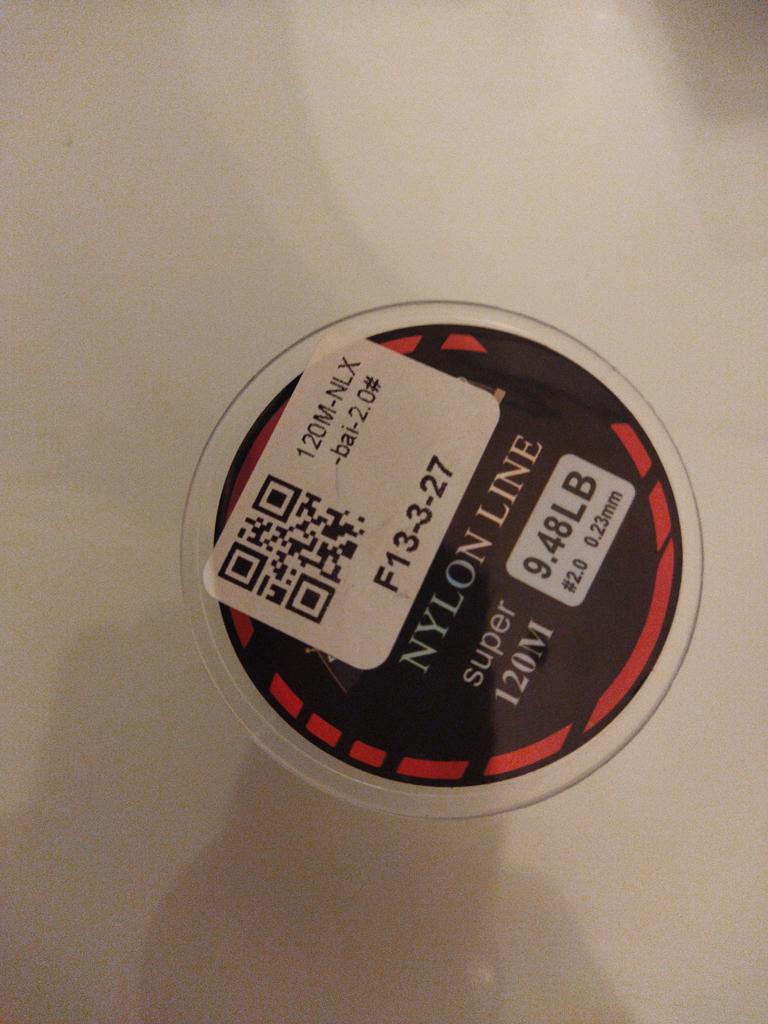 120M-NLX
-bai-2.0#
F13-3-27
NYLON LINE
super
120M
9.48LB
#2.0 0.23mm